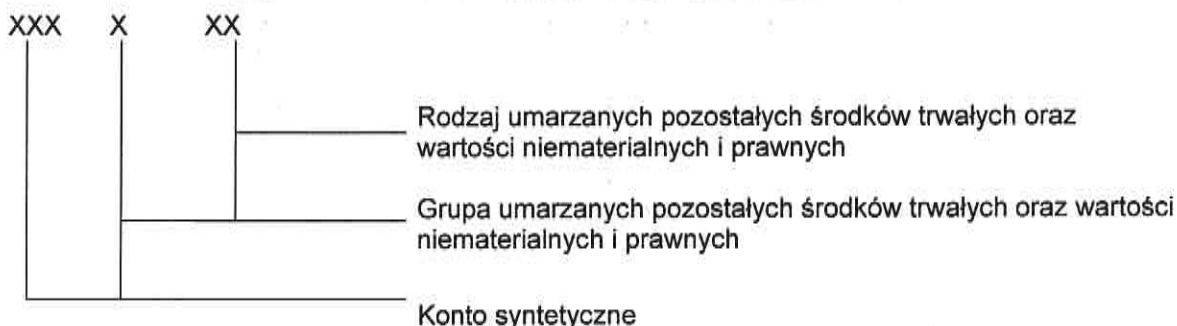 XXX X XX
Rodzaj umarzanych pozostałych środków trwałych oraz
wartości niematerialnych i prawnych
Grupa umarzanych pozostałych środków trwałych oraz wartości
niematerialnych i prawnych
Konto syntetyczne